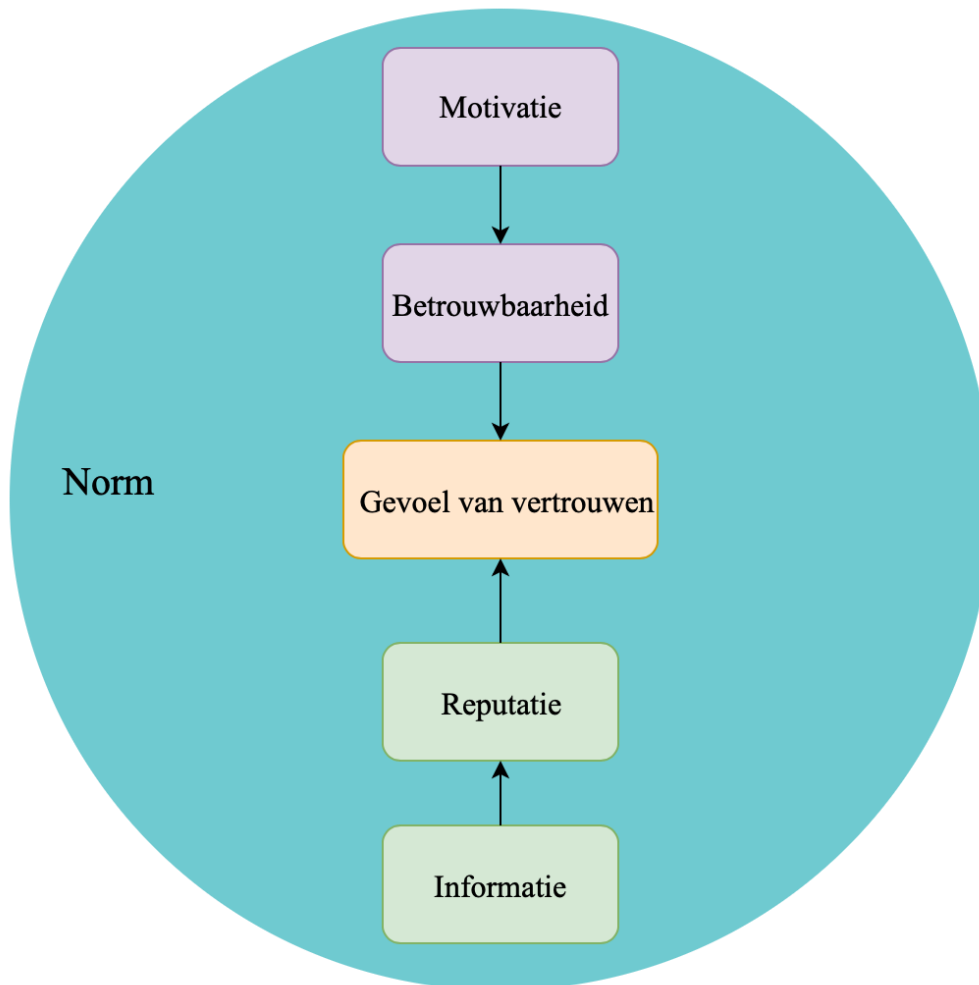 Motivatie
Betrouwbaarheid
Norm
Gevoel van vertrouwen
Reputatie
Informatie